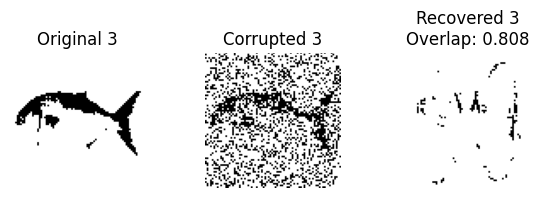 Original 3
Corrupted 3
Recovered 3
Overlap: 0.808